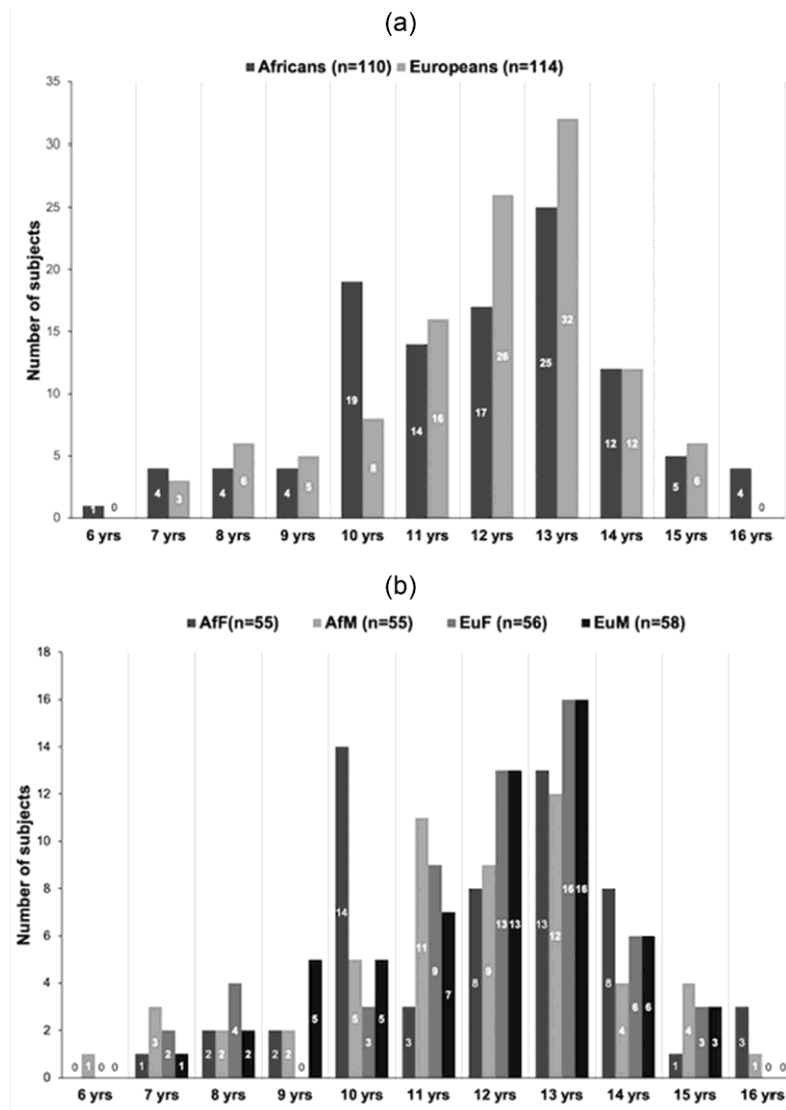 (a)
Africans (n=110) Europeans (n=114)
35
30
25
20
15
10
5
0
Number of subjects
1 0 4 3 4 6 4 5 19 8 14 16 17 26 25 32 12 12 5 6 4 0
6 yrs 7 yrs 8 yrs 9 yrs 10 yrs 11 yrs 12 yrs 13 yrs 14 yrs 15 yrs 16 yrs
(b)
AfF(n=55) AfM (n=55) EuF (n=56) EuM (n=58)
18
16
14
12
10
8
6
4
2
0
Number of subjects
0 1 0 0 1 3 2 1 2 2 4 2 2 2 0 5 14 5 3 5 3 11 9 7 8 9 13 13 13 12 16 16 8 4 6 6 1 4 3 3 3 1 0 0
6 yrs 7 yrs 8 yrs 9 yrs 10 yrs 11 yrs 12 yrs 13 yrs 14 yrs 15 yrs 16 yrs